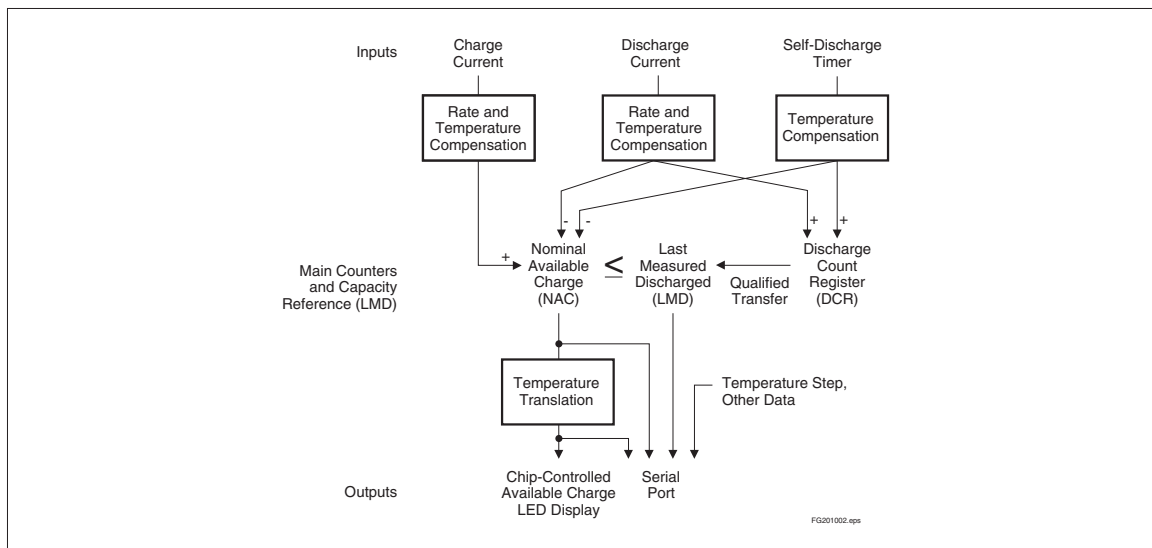 Inputs
Charge
Current
Discharge
Current
Self-Discharge
Timer
Rate and
Temperature
Compensation
Rate and
Temperature
Compensation
Temperature
Compensation
-
-
+
+
+
Main Counters
and Capacity
Reference (LMD)
Nominal
Available
Charge
(NAC)
≤
Last
Measured
Discharged
(LMD)
Qualified
Transfer
Discharge
Count
Register
(DCR)
Temperature
Translation
Temperature Step,
Other Data
Outputs
Chip-Controlled
Available Charge
LED Display
Serial
Port
FG201002.eps